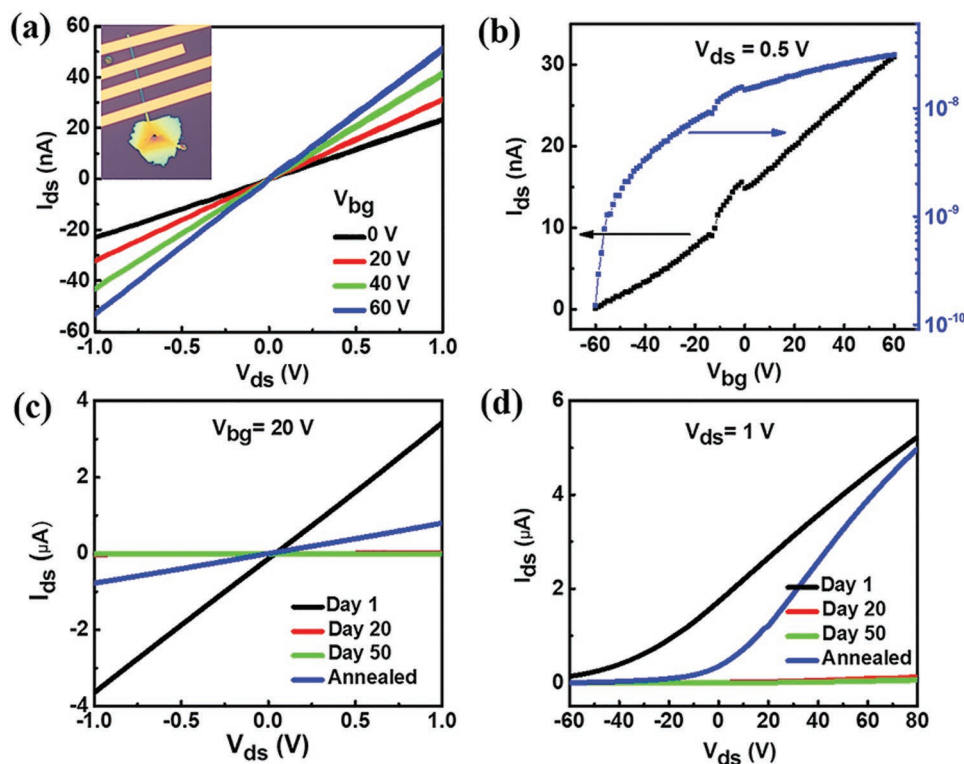 (a)
60
40
20
0
-20
-40
-60
Ids (nA)
Vbg
0 V
20 V
40 V
60 V
-1.0 -0.5 0.0 0.5 1.0
Vds (V)
(b)
Vds = 0.5 V
30
20
10
0
Ids (nA)
10-8
10-9
10-10
-60 -40 -20 0 20 40 60
Vbg (V)
(c)
Vbg= 20 V
4
2
0
-2
-4
Ids (μA)
Day 1
Day 20
Day 50
Annealed
-1.0 -0.5 0.0 0.5 1.0
Vds (V)
(d)
Vds= 1 V
6
4
2
0
Ids (μA)
Day 1
Day 20
Day 50
Annealed
-60 -40 -20 0 20 40 60 80
Vds (V)